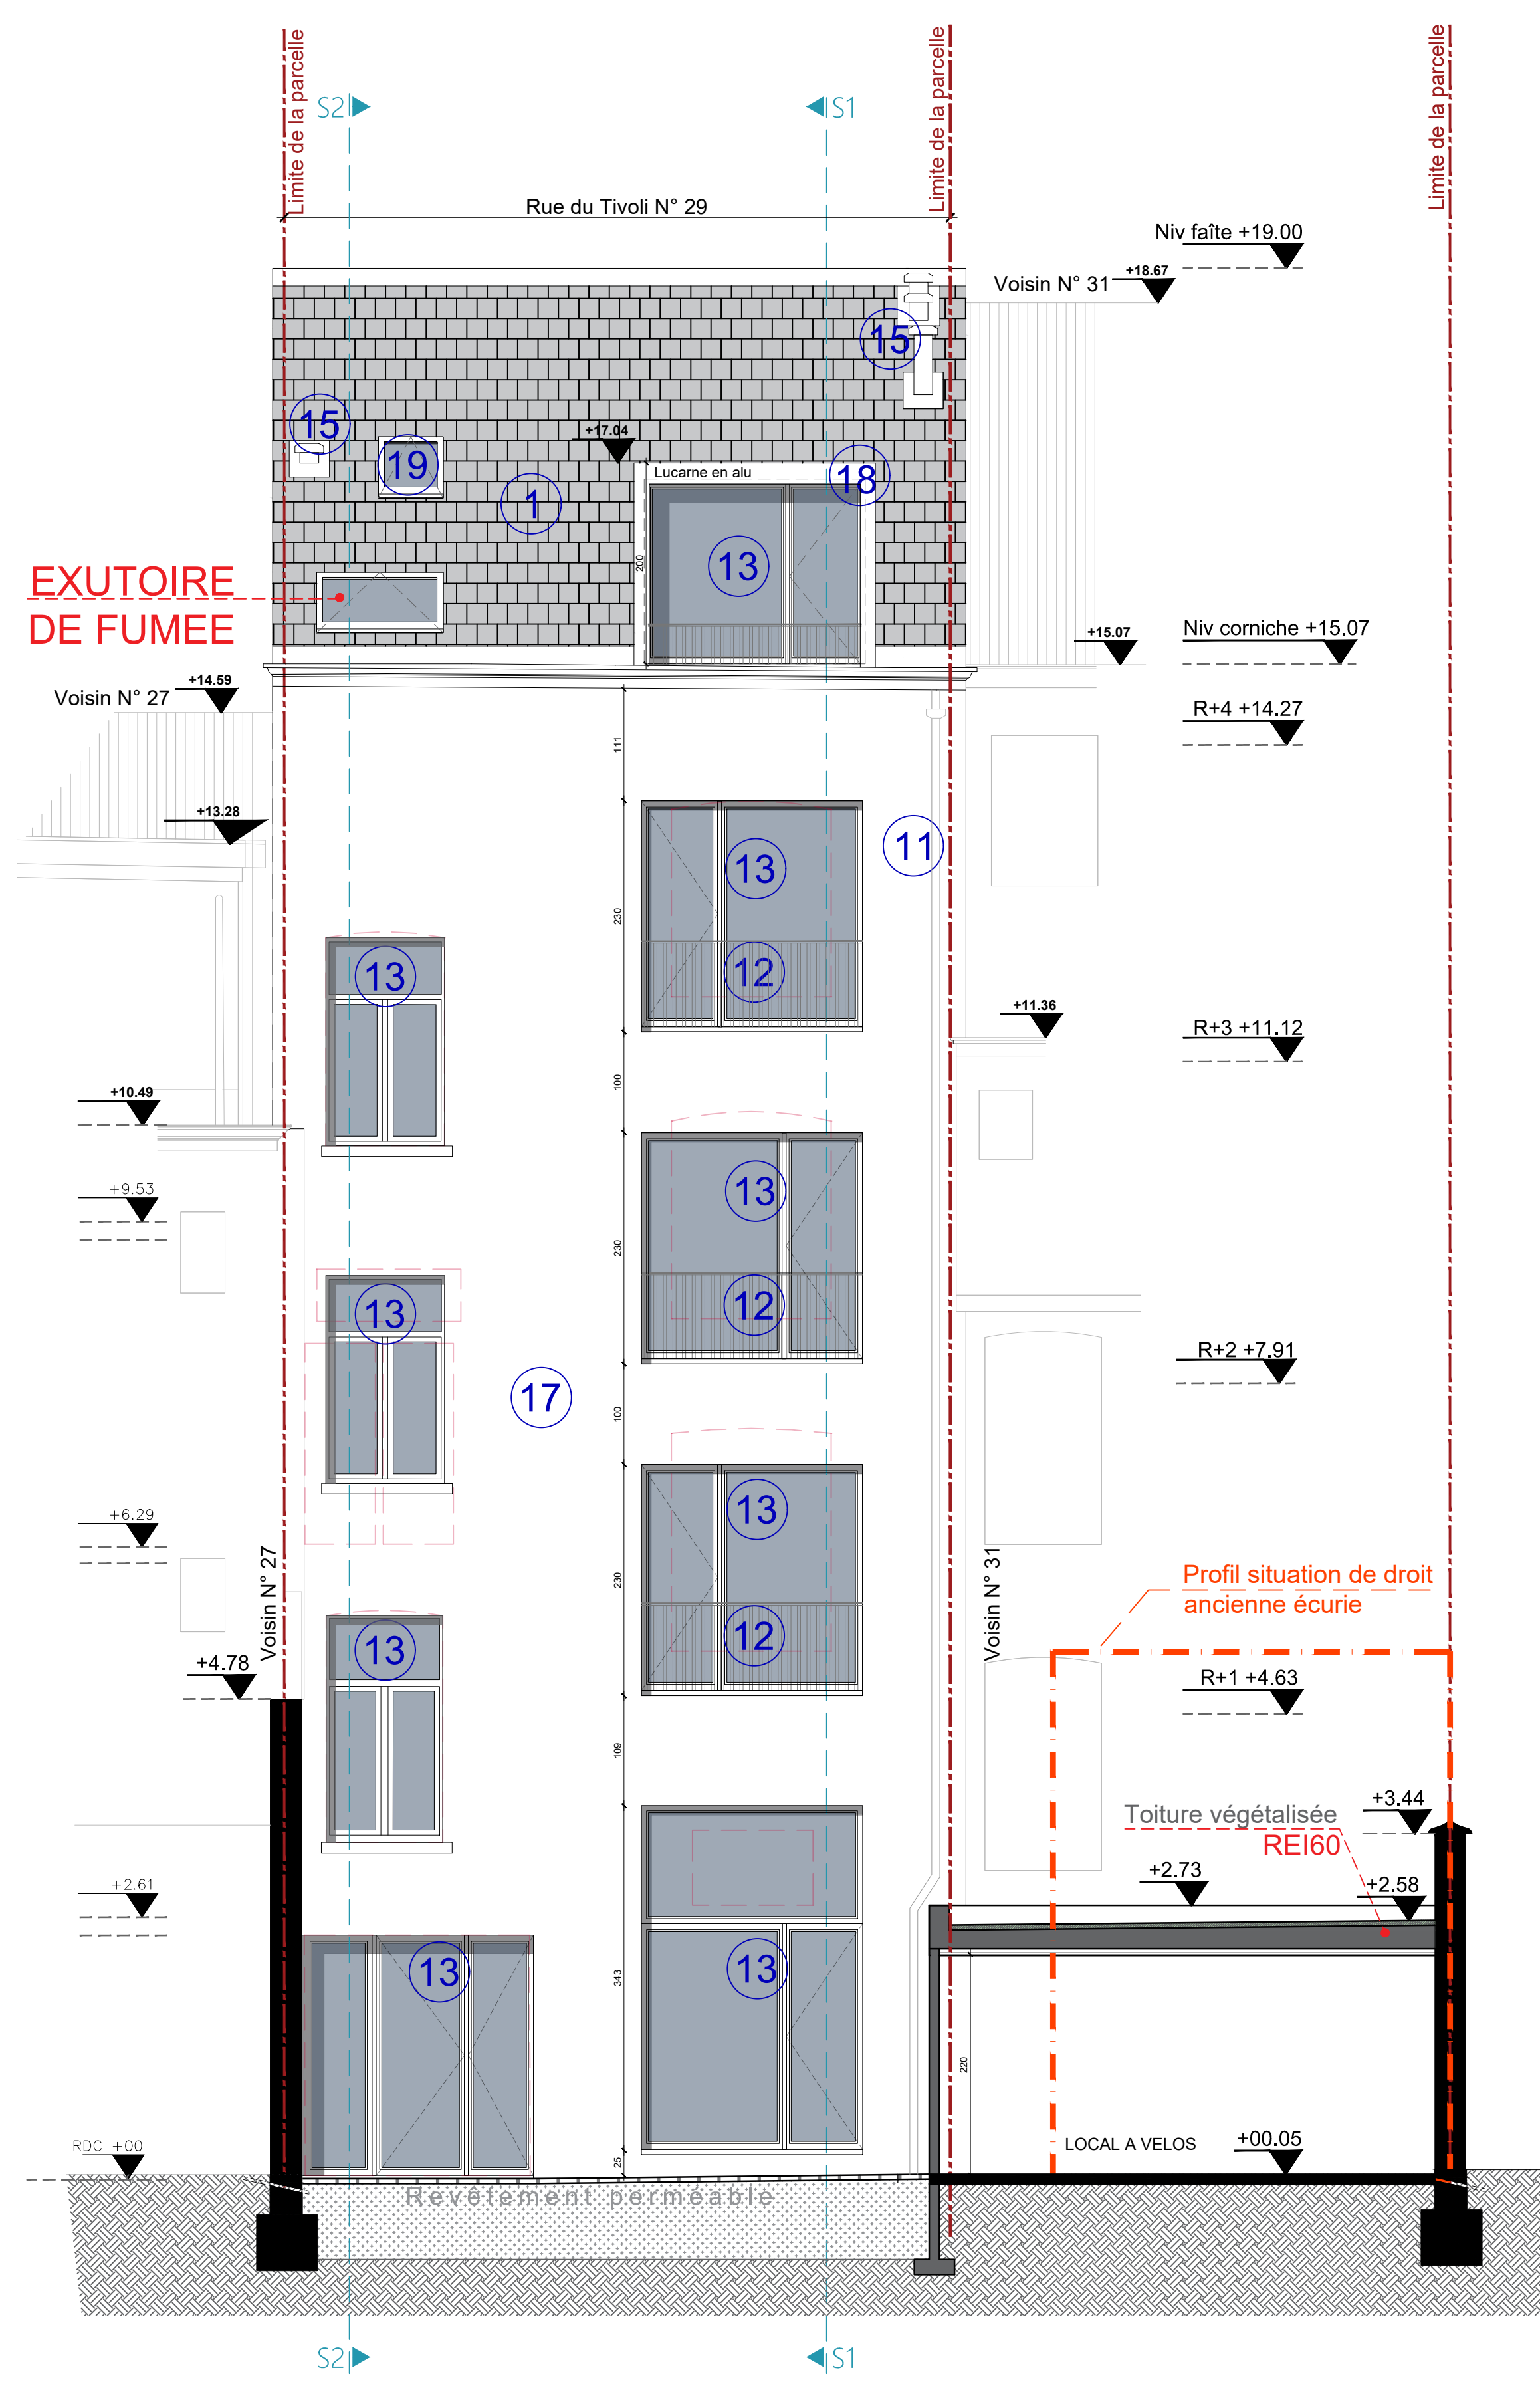 Limite de la parcelle
Limite de la parcelle
Limite de la parcelle
S2
S1
Rue du Tivoli N° 29
Niv faîte +19.00
Voisin N° 31
+18.67
15
15
19
1
+17.04
Lucarne en alu
18
13
200
EXUTOIRE
DE FUMEE
+15.07
Niv corniche +15.07
Voisin N° 27
+14.59
R+4 +14.27
111
+13.28
11
13
230
12
13
+11.36
R+3 +11.12
+10.49
100
+9.53
13
230
12
13
R+2 +7.91
17
100
+6.29
13
Voisin N° 27
Voisin N° 31
230
12
Profil situation de droit
ancienne écurie
13
+4.78
R+1 +4.63
109
+3.44
Toiture végétalisée
REI60
+2.73
+2.58
+2.61
13
13
343
220
RDC +00
LOCAL A VELOS
+00.05
25
Revêtement perméable
S2
S1